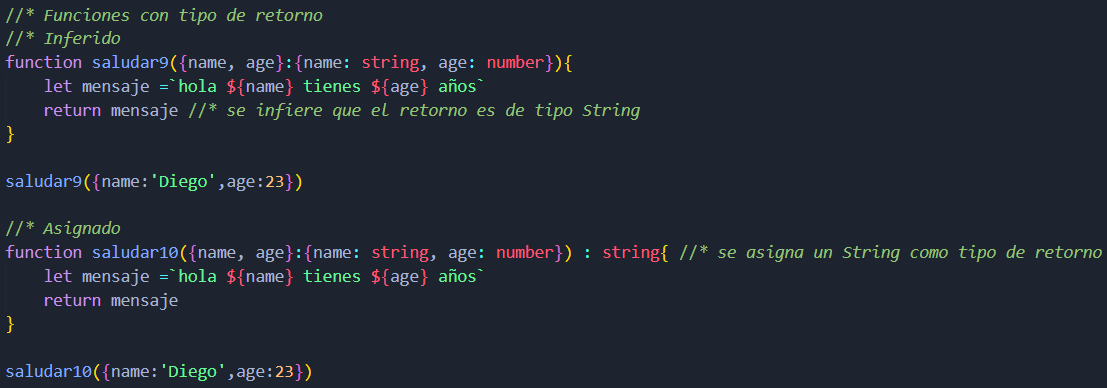 //* Funciones con tipo de retorno
//* Inferido
function saludar9({name, age}:{name: string, age: number}){
    let mensaje =`hola ${name} tienes ${age} años`
    return mensaje //* se infiere que el retorno es de tipo String
}

saludar9({name:'Diego',age:23})

//* Asignado
function saludar10({name, age}:{name: string, age: number}) : string{ //* se asigna un String como tipo de retorno
    let mensaje =`hola ${name} tienes ${age} años`
    return mensaje
}

saludar10({name:'Diego',age:23})